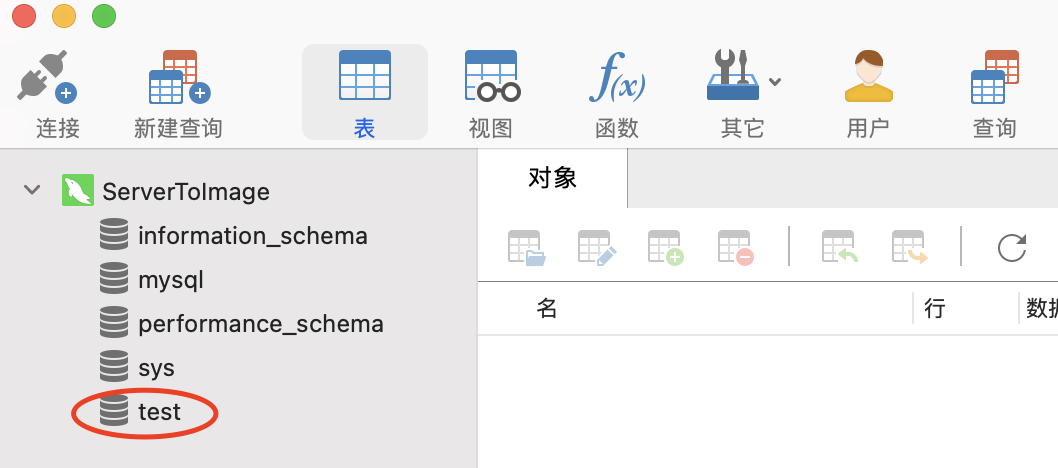 连接 新建查询 表 视图 函数 其它 用户 查询
ServerToImage
information_schema
mysql
performance_schema
sys
test
对象
名 行 数据